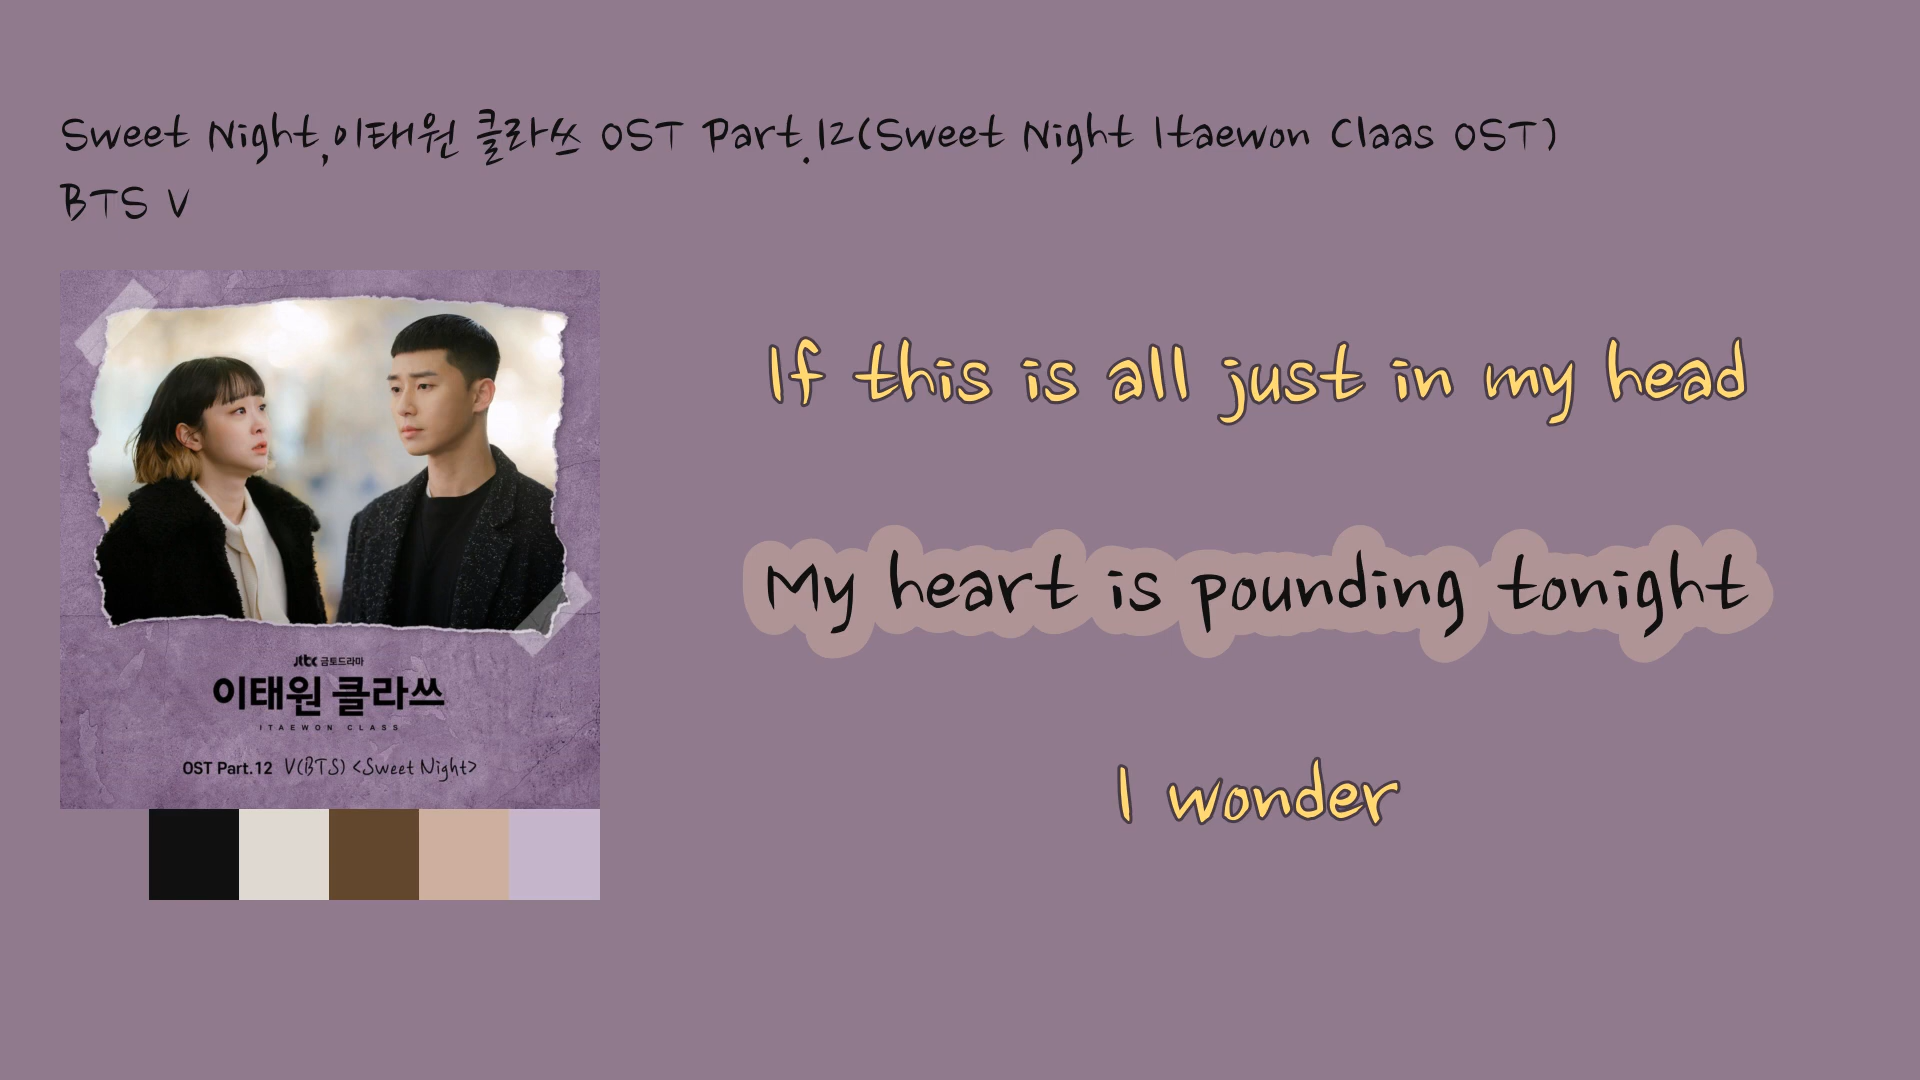 Sweet Night,이태원 클라쓰 OST Part.12(Sweet Night Itaewon Claas OST)
BTS V
If this is all just in my head
My heart is pounding tonight
I wonder
jtbc 금토드라마
이태원 클라쓰
ITAEWON CLASS
OST Part.12 V(BTS) <Sweet Night>